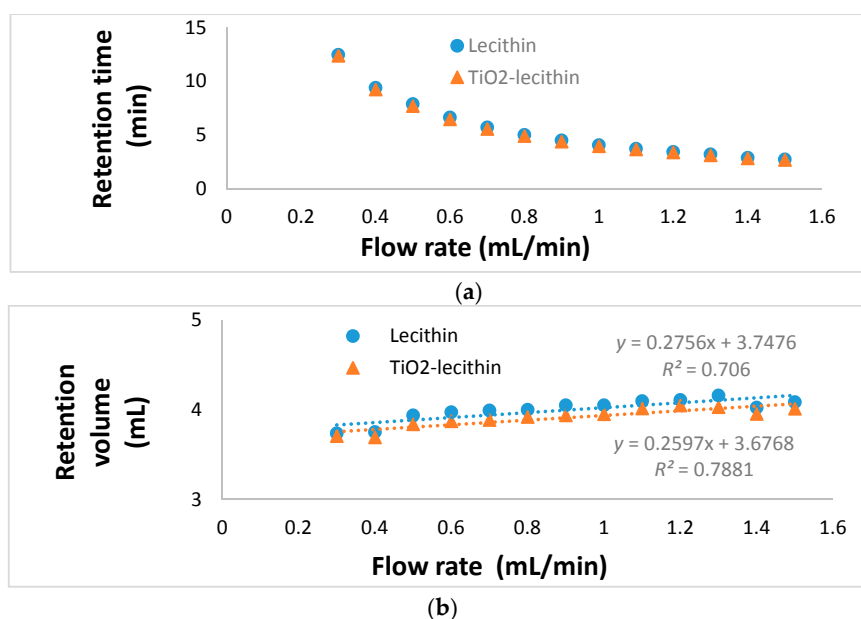 15
10
5
0
Retention time
(min)
Lecithin
TiO2-lecithin
0 0.2 0.4 0.6 0.8 1 1.2 1.4 1.6
Flow rate (mL/min)
(a)
5
4
3
Retention
volume
(mL)
Lecithin
TiO2-lecithin
y = 0.2756x + 3.7476
R² = 0.706
y = 0.2597x + 3.6768
R² = 0.7881
0 0.2 0.4 0.6 0.8 1 1.2 1.4 1.6
Flow rate (mL/min)
(b)